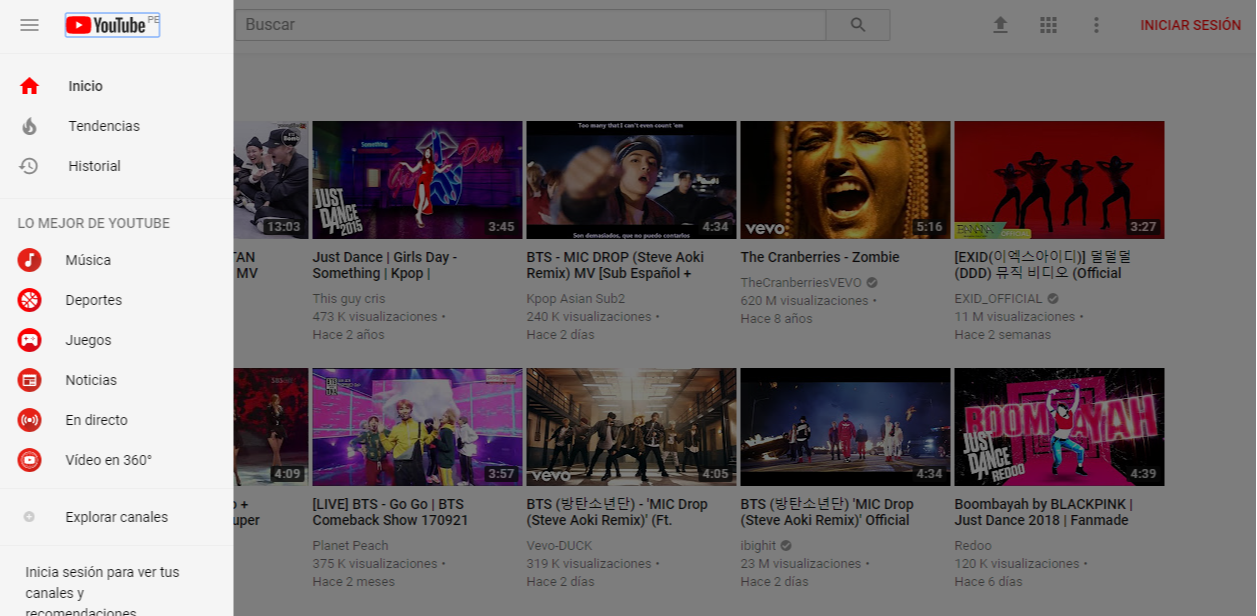 YouTube PE
Buscar
INICIAR SESIÓN
Inicio
Tendencias
Historial
LO MEJOR DE YOUTUBE
Música
Deportes
Juegos
Noticias
En directo
Vídeo en 360°
Explorar canales
Inicia sesión para ver tus
canales y
recomendaciones
13:03
TAN
MV
Something
JUST
DANCE
2015
3:45
Just Dance | Girls Day -
Something | Kpop |
This guy cris
473 K visualizaciones •
Hace 2 años
Too many that I can't even count 'em
Son demasiados, que no puedo contarlos
4:34
BTS - MIC DROP (Steve Aoki
Remix) MV [Sub Español +
Kpop Asian Sub2
240 K visualizaciones •
Hace 2 días
vevo
5:16
The Cranberries - Zombie
TheCranberriesVEVO
620 M visualizaciones •
Hace 8 años
BANANA
OFFICIAL
3:27
[EXID(이엑스아이디)] 덜덜덜
(DDD) 뮤직 비디오 (Official
EXID_OFFICIAL
11 M visualizaciones •
Hace 2 semanas
4:09
o +
uper
3:57
[LIVE] BTS - Go Go | BTS
Comeback Show 170921
Planet Peach
375 K visualizaciones •
Hace 2 meses
vevo
4:05
BTS (방탄소년단) - 'MIC Drop
(Steve Aoki Remix)' (Ft.
Vevo-DUCK
319 K visualizaciones •
Hace 2 días
4:34
BTS (방탄소년단) 'MIC Drop
(Steve Aoki Remix)' Official
ibighit
23 M visualizaciones •
Hace 2 días
BOOMBAYAH
JUST
DANCE
REDOO
4:39
Boombayah by BLACKPINK |
Just Dance 2018 | Fanmade
Redoo
120 K visualizaciones •
Hace 6 días